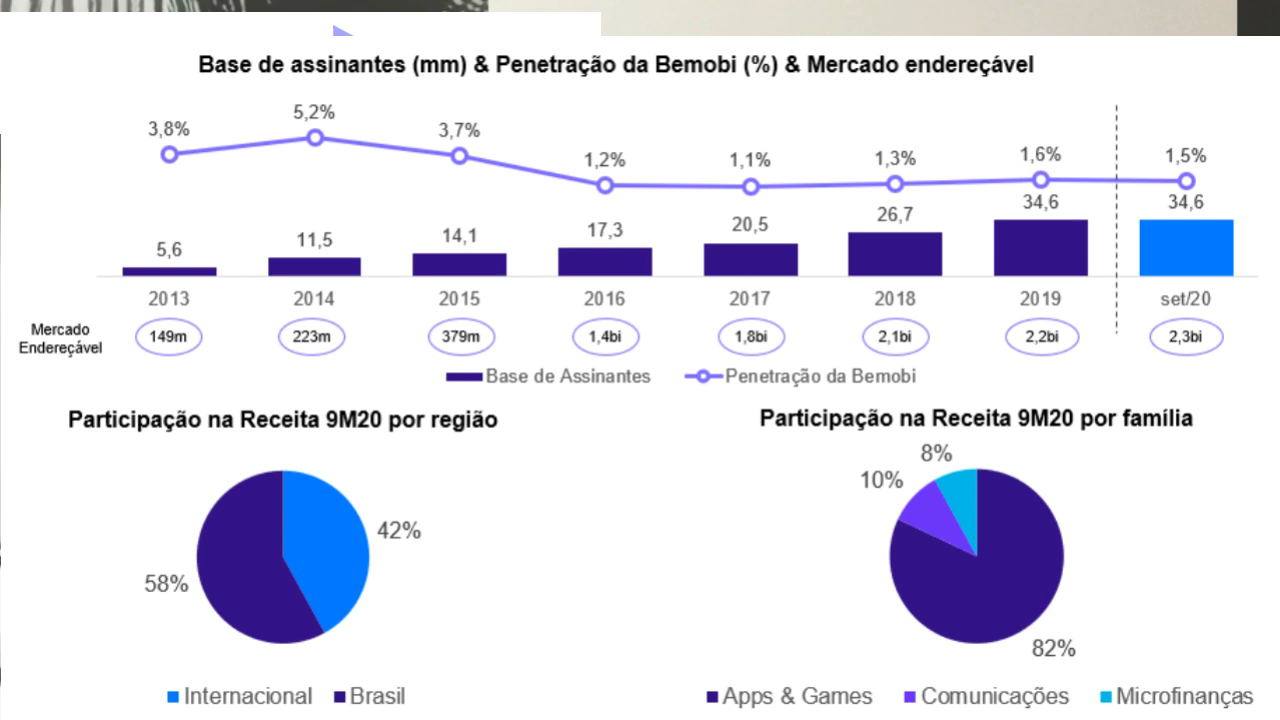 Base de assinantes (mm) & Penetração da Bemobi (%) & Mercado endereçável
3,8%
5,2%
3,7%
1,2%
1,1%
1,3%
1,6%
1,5%
5,6
11,5
14,1
17,3
20,5
26,7
34,6
34,6
2013
2014
2015
2016
2017
2018
2019
set/20
Mercado
Endereçável
149m
223m
379m
1,4bi
1,8bi
2,1bi
2,2bi
2,3bi
Base de Assinantes
Penetração da Bemobi
Participação na Receita 9M20 por região
42%
58%
Internacional
Brasil
Participação na Receita 9M20 por família
8%
10%
82%
Apps & Games
Comunicações
Microfinanças